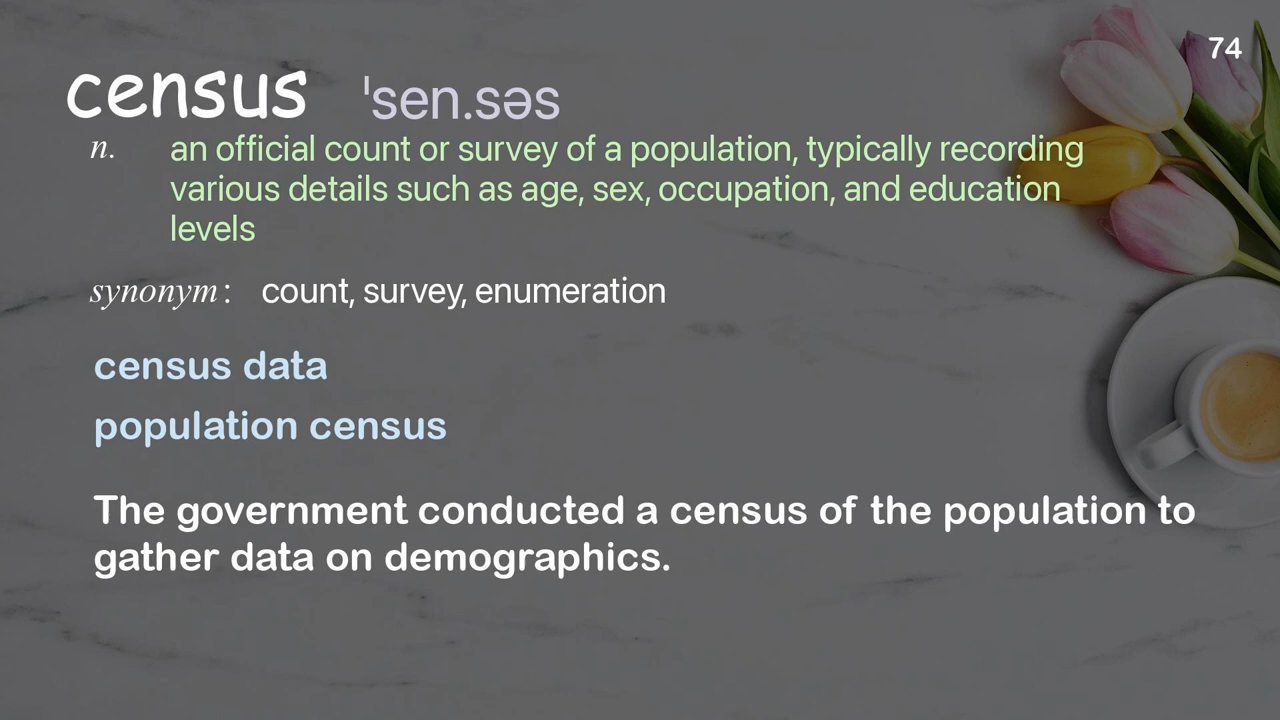 74
census ˈsen.səs
n. an official count or survey of a population, typically recording
various details such as age, sex, occupation, and education
levels
synonym: count, survey, enumeration
census data
population census
The government conducted a census of the population to
gather data on demographics.